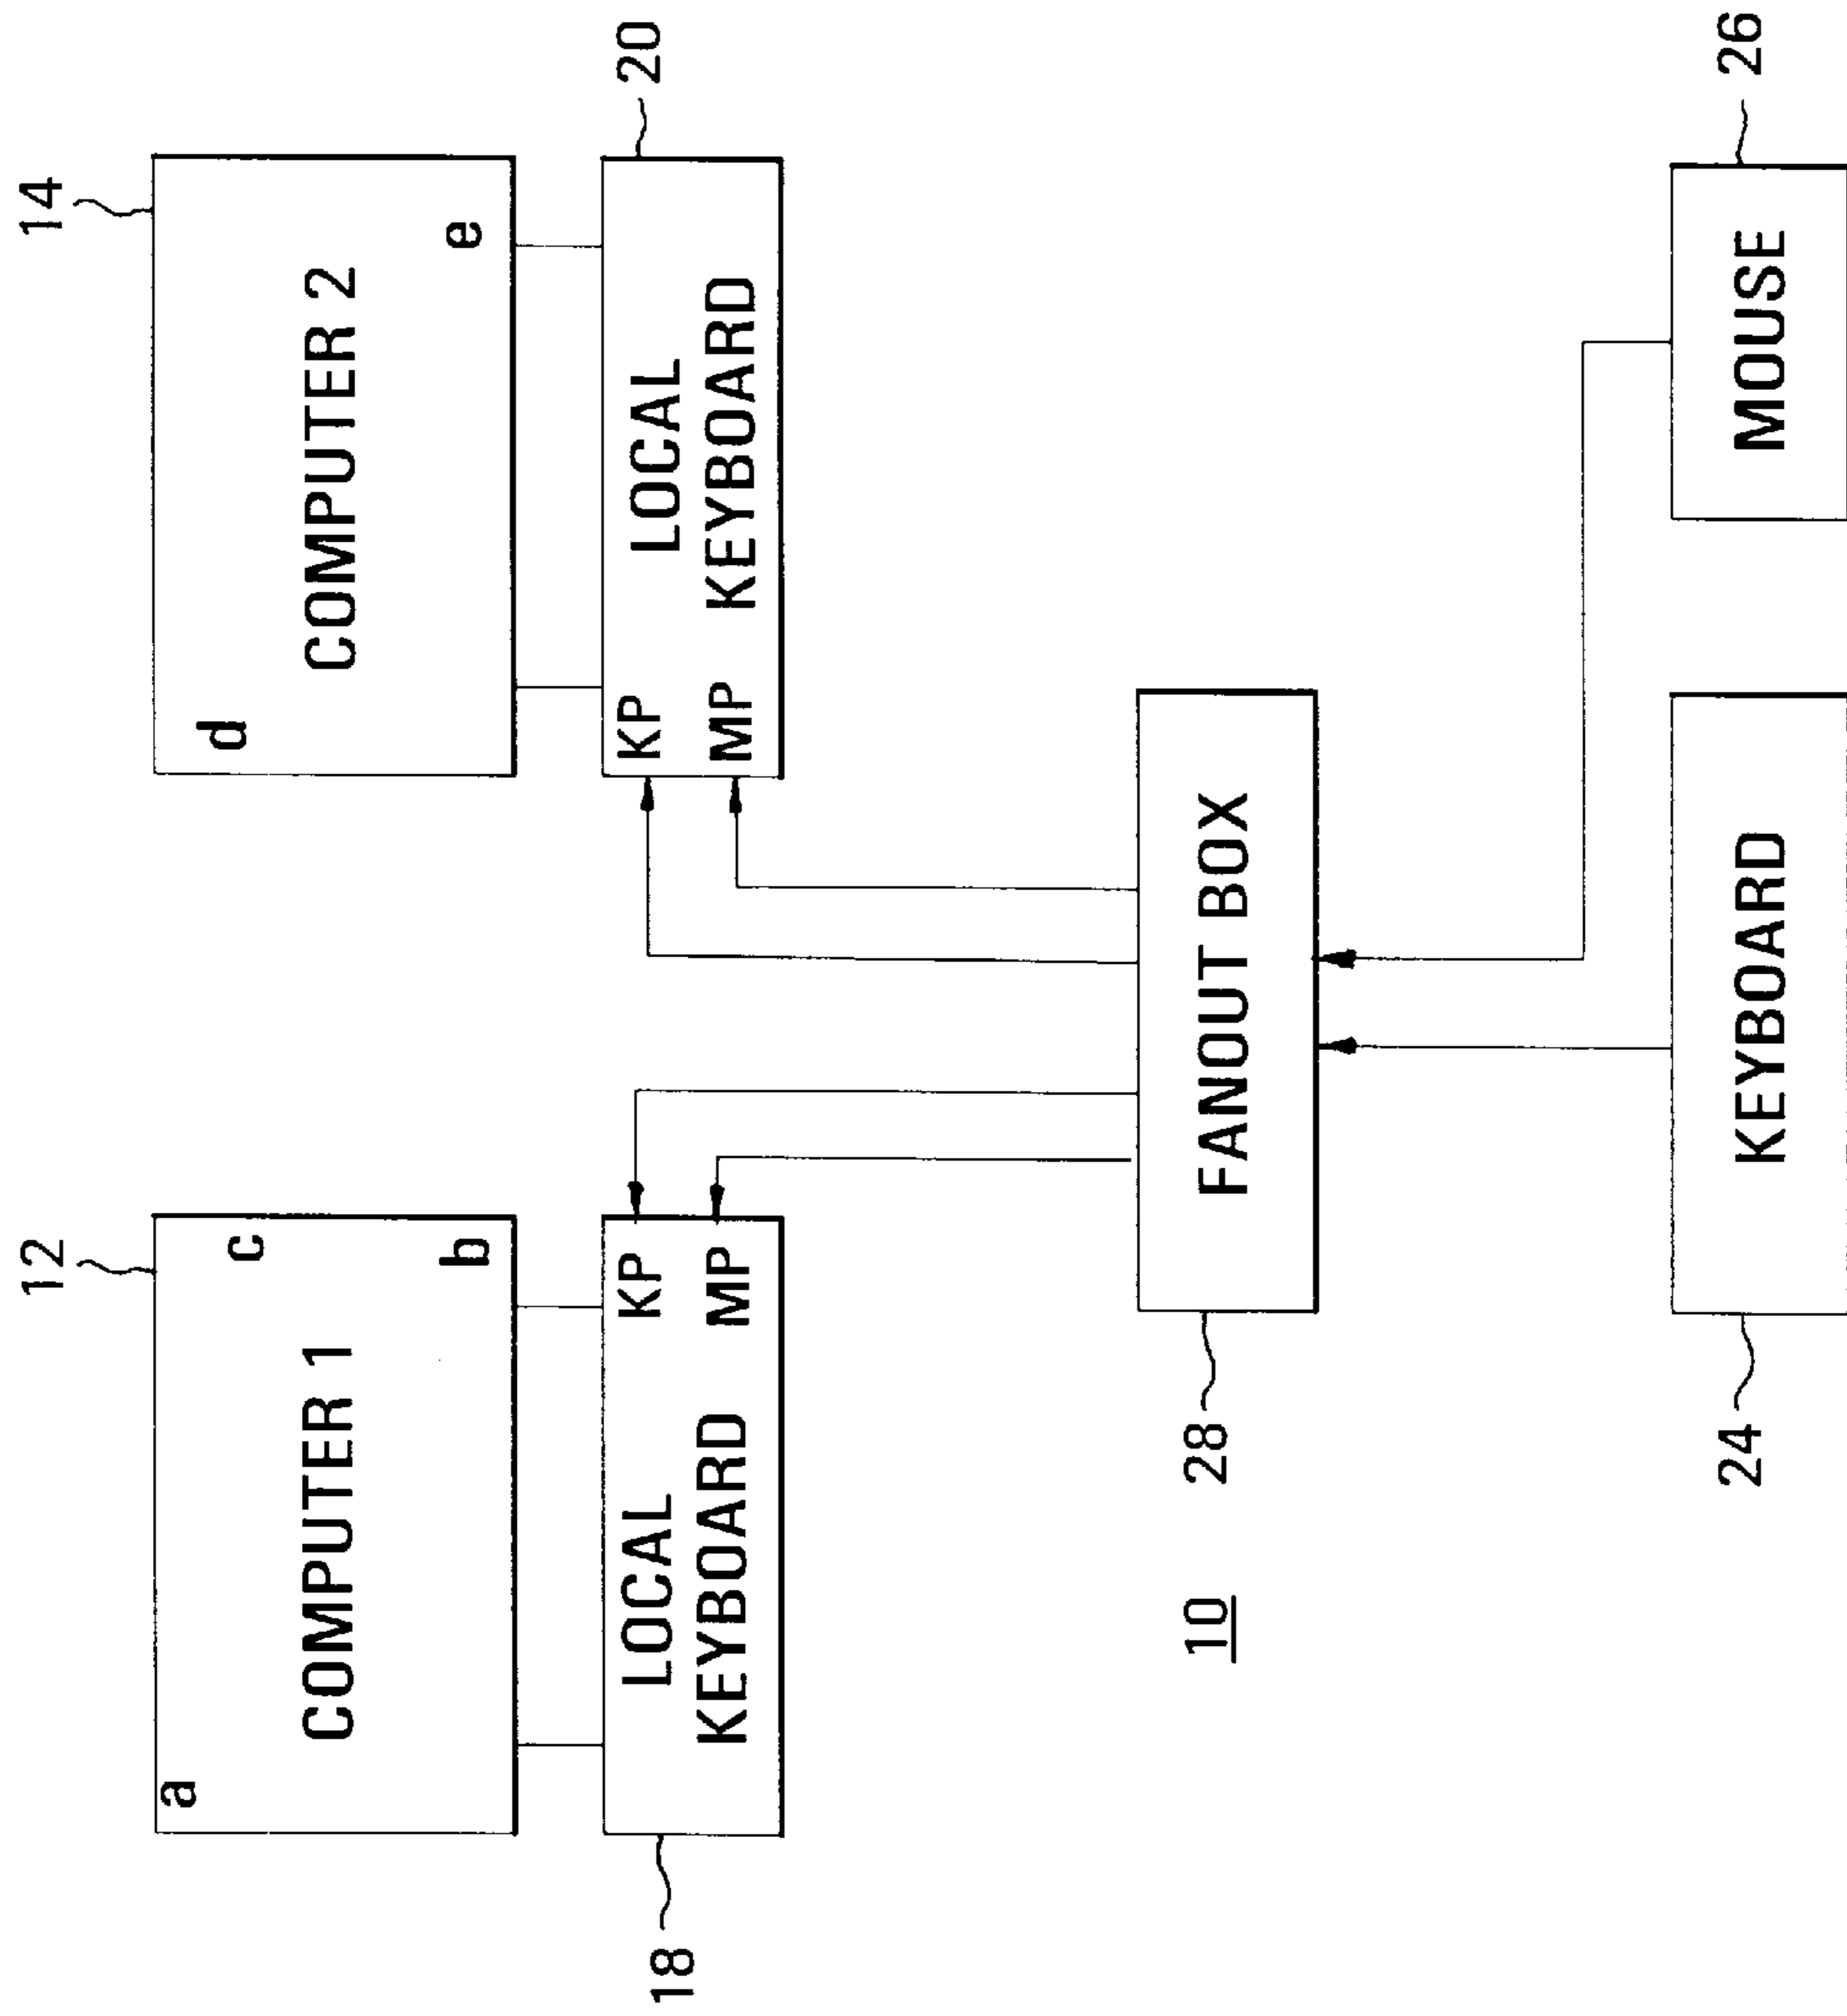 12
14
a
c
COMPUTER 1
b
d
COMPUTER 2
e
18
LOCAL
KEYBOARD
KP
MP
KP
MP
LOCAL
KEYBOARD
20
28
FANOUT BOX
10
24
KEYBOARD
MOUSE
26